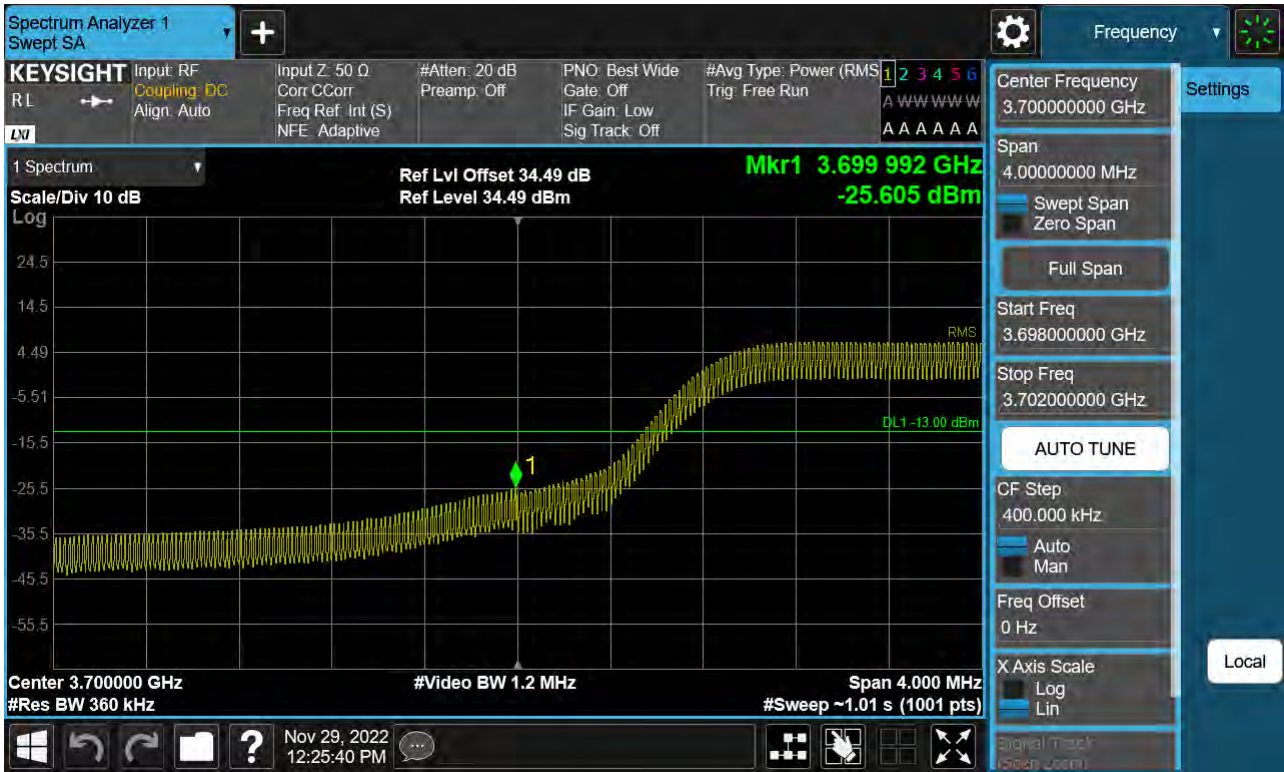 Spectrum Analyzer 1
Swept SA
+
Frequency
KEYSIGHT
RL
LXI
Input: RF
Coupling: DC
Align: Auto
Input Z: 50 Ω
Corr CCorr
Freq Ref: Int (S)
NFE: Adaptive
#Atten: 20 dB
Preamp: Off
PNO: Best Wide
Gate: Off
IF Gain: Low
Sig Track: Off
#Avg Type: Power (RMS
Trig: Free Run
1 2 3 4 5 6
A W W W W W
A A A A A A
1 Spectrum
Scale/Div 10 dB
Log
Ref Lvl Offset 34.49 dB
Ref Level 34.49 dBm
Mkr1 3.699 992 GHz
-25.605 dBm
24.5
14.5
4.49
-5.51
-15.5
-25.5
-35.5
-45.5
-55.5
RMS
DL1 -13.00 dBm
1
Center 3.700000 GHz
#Res BW 360 kHz
#Video BW 1.2 MHz
Span 4.000 MHz
#Sweep ~1.01 s (1001 pts)
?
Nov 29, 2022
12:25:40 PM
Center Frequency
3.700000000 GHz
Settings
Span
4.00000000 MHz
Swept Span
Zero Span
Full Span
Start Freq
3.698000000 GHz
Stop Freq
3.702000000 GHz
AUTO TUNE
CF Step
400.000 kHz
Auto
Man
Freq Offset
0 Hz
X Axis Scale
Log
Lin
Signal Track
(Span Zoom)
Local